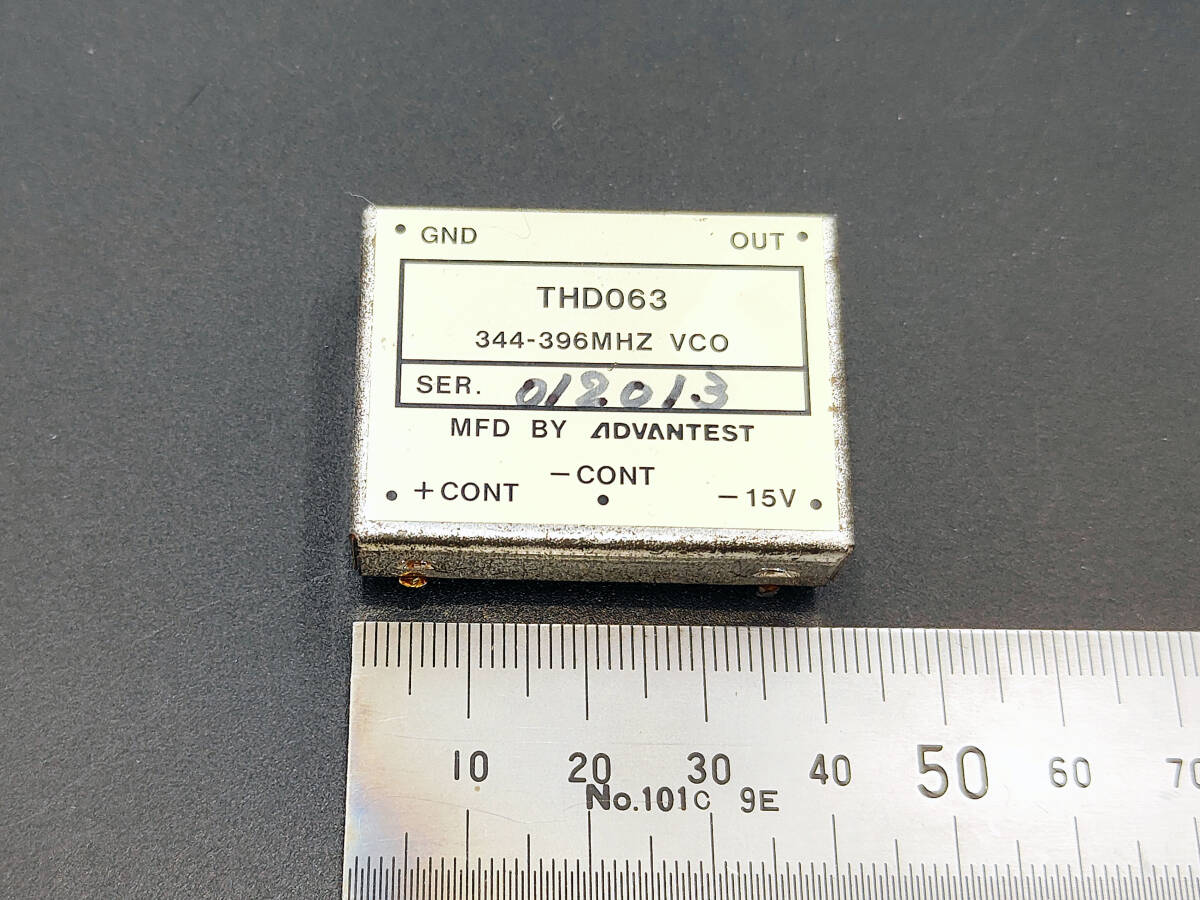 GND OUT
THD063
344-396MHZ VCO
SER. 012013
MFD BY ADVANTEST
-CONT
+CONT -15V
10 20 30 40 50 60 70
No.101C 9E